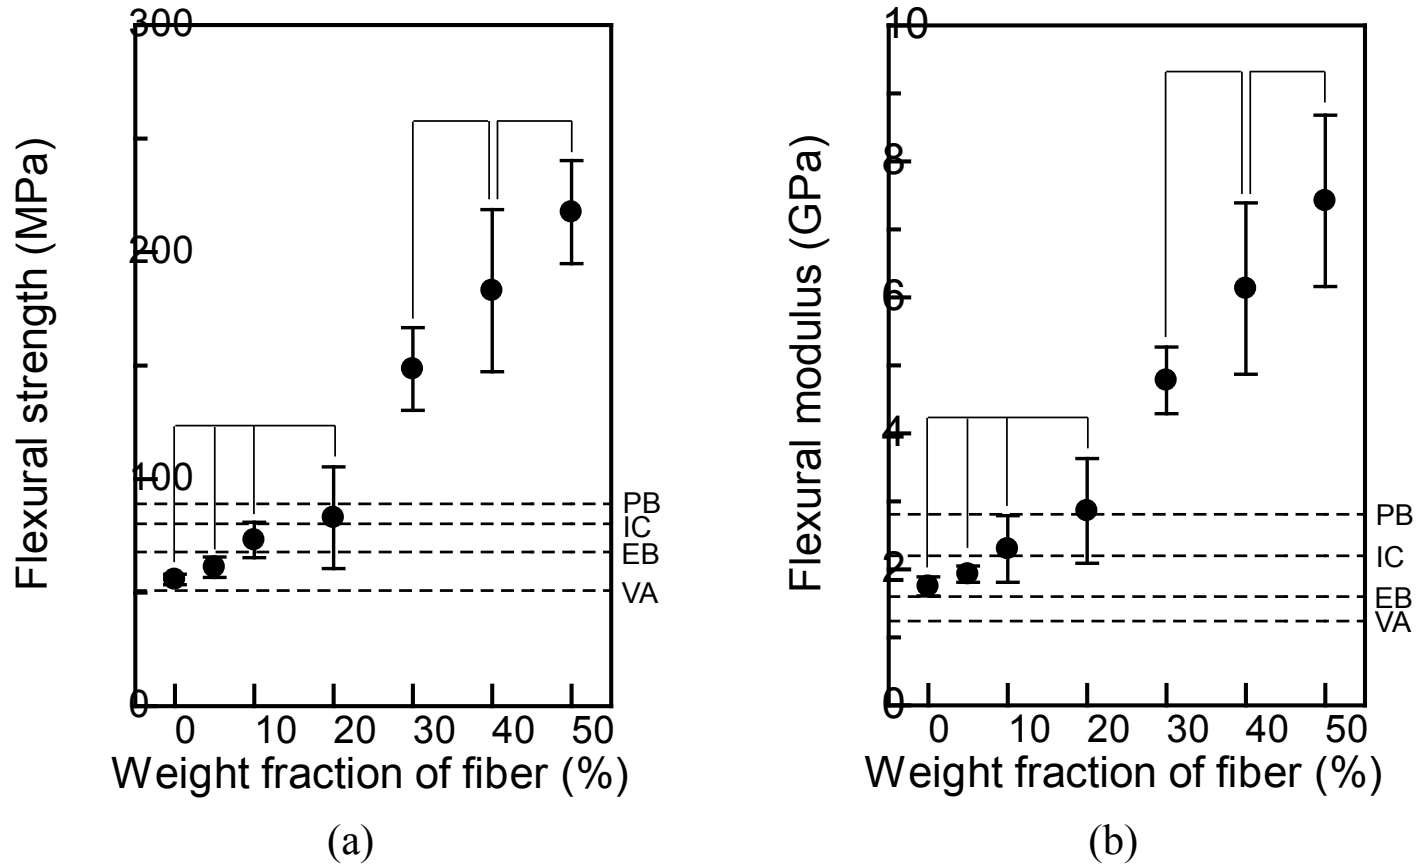 Flexural strength (MPa)
300
200
100
0
PB
IC
EB
VA
0 10 20 30 40 50
Weight fraction of fiber (%)
(a)
Flexural modulus (GPa)
10
8
6
4
2
0
PB
IC
EB
VA
0 10 20 30 40 50
Weight fraction of fiber (%)
(b)